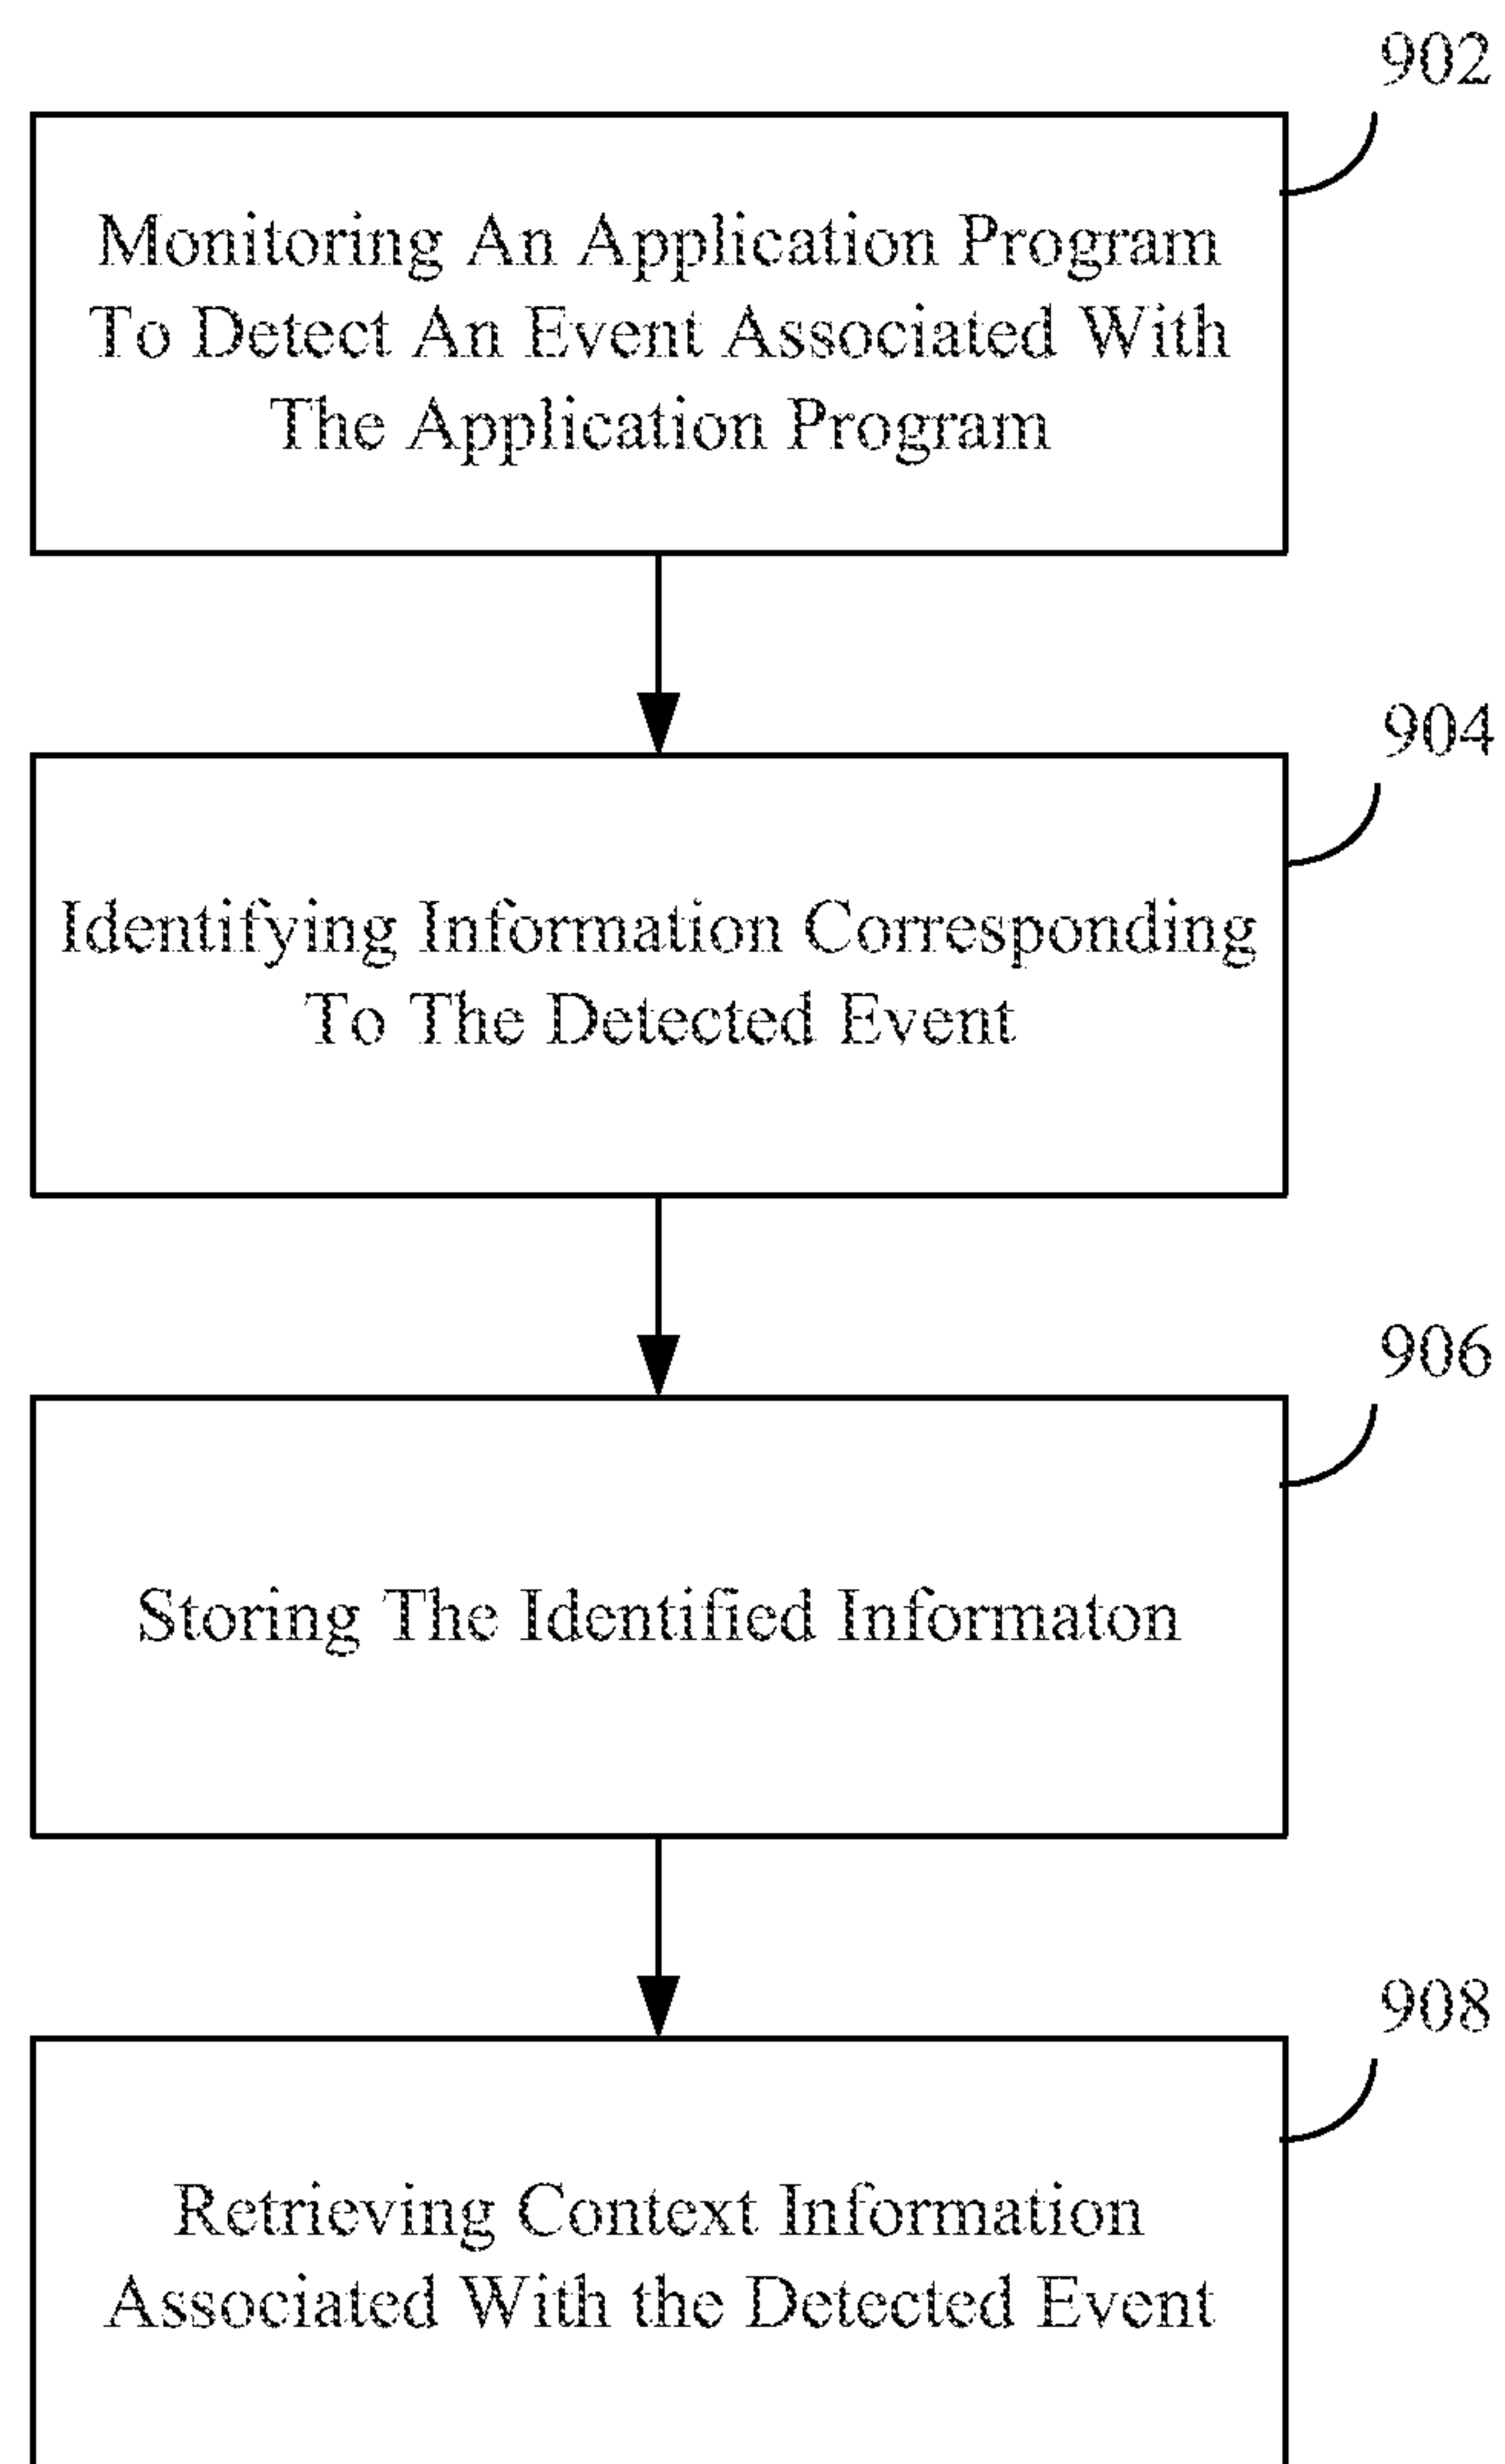 902
Monitoring An Application Program
To Detect An Event Associated With
The Application Program
904
Identifying Information Corresponding
To The Detected Event
906
Storing The Identified Informaton
908
Retrieving Context Information
Associated With the Detected Event